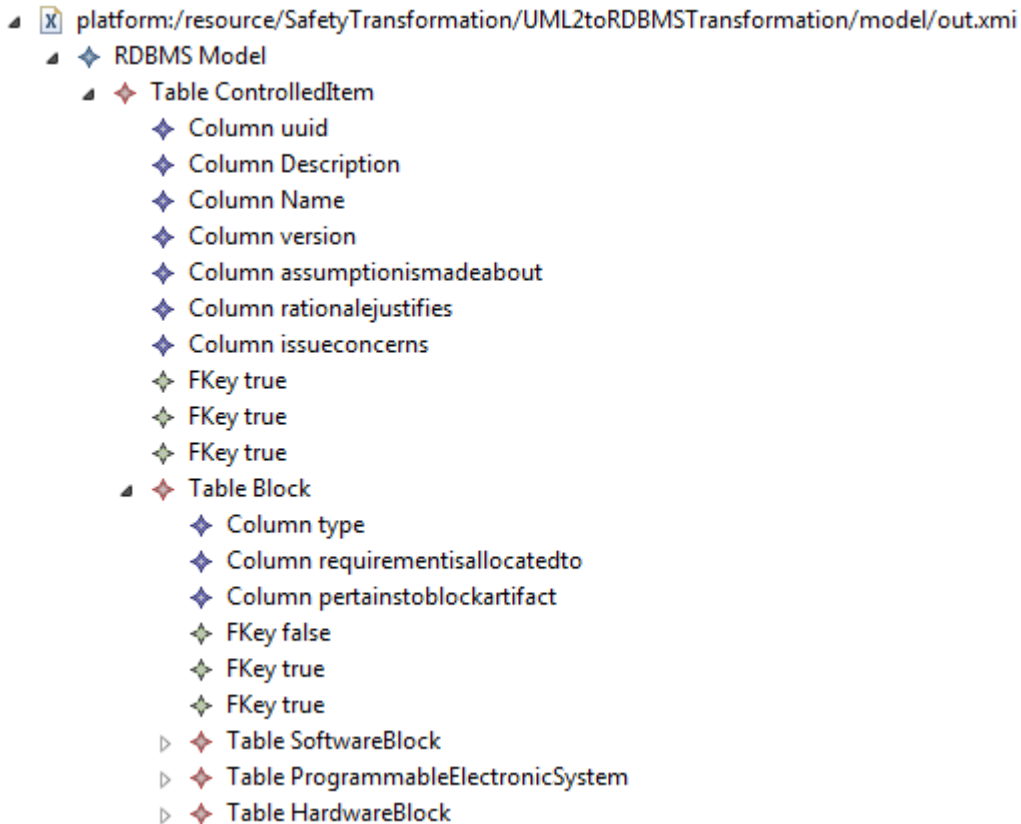 platform:/resource/SafetyTransformation/UML2toRDBMSTransformation/model/out.xmi
RDBMS Model
Table ControlledItem
Column uuid
Column Description
Column Name
Column version
Column assumptionismadeabout
Column rationalejustifies
Column issueconcerns
FKey true
FKey true
FKey true
Table Block
Column type
Column requirementisallocatedto
Column pertainstoblockartifact
FKey false
FKey true
FKey true
Table SoftwareBlock
Table ProgrammableElectronicSystem
Table HardwareBlock